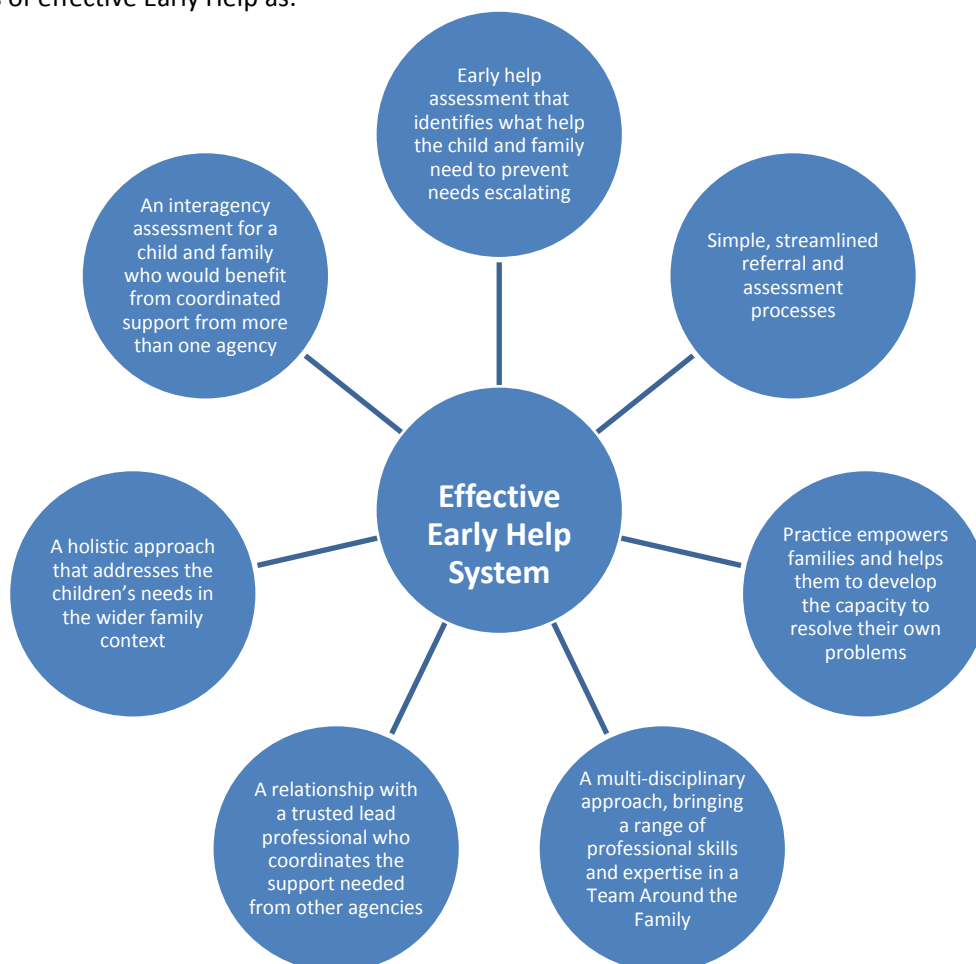 of effective Early Help as:
Early help
assessment that
identifies what help
the child and family
need to prevent
needs escalating
Simple, streamlined
referral and
assessment
processes
Practice empowers
families and helps
them to develop
the capacity to
resolve their own
problems
A multi-disciplinary
approach, bringing
a range of
professional skills
and expertise in a
Team Around the
Family
A relationship with
a trusted lead
professional who
coordinates the
support needed
from other agencies
A holistic approach
that addresses the
children's needs in
the wider family
context
An interagency
assessment for a
child and family
who would benefit
from coordinated
support from more
than one agency
Effective
Early Help
System